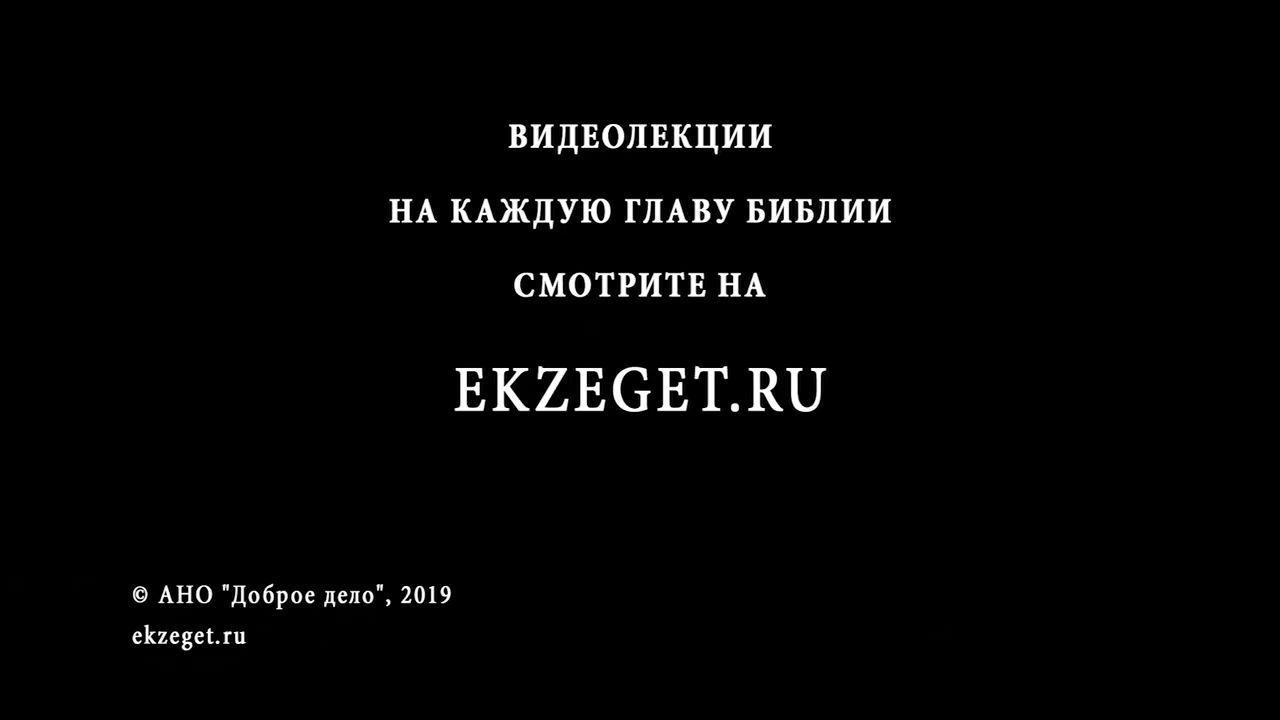 ВИДЕОЛЕКЦИИ
НА КАЖДУЮ ГЛАВУ БИБЛИИ
СМОТРИТЕ НА
EKZEGET.RU
© АНО "Доброе дело", 2019
ekzeget.ru